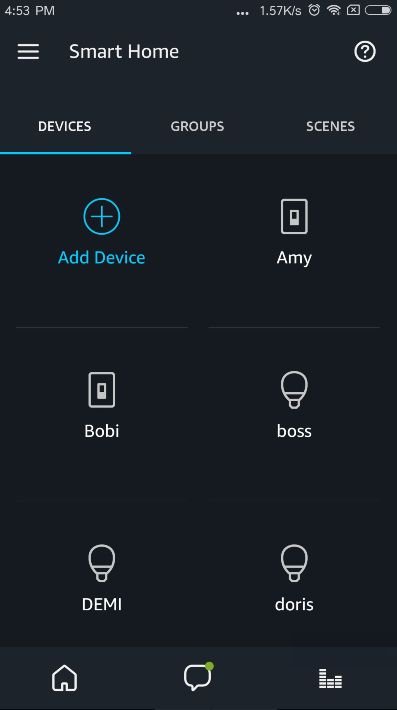 4:53 PM ... 1.57K/s
Smart Home
DEVICES GROUPS SCENES
Add Device Amy
Bobi boss
DEMI doris